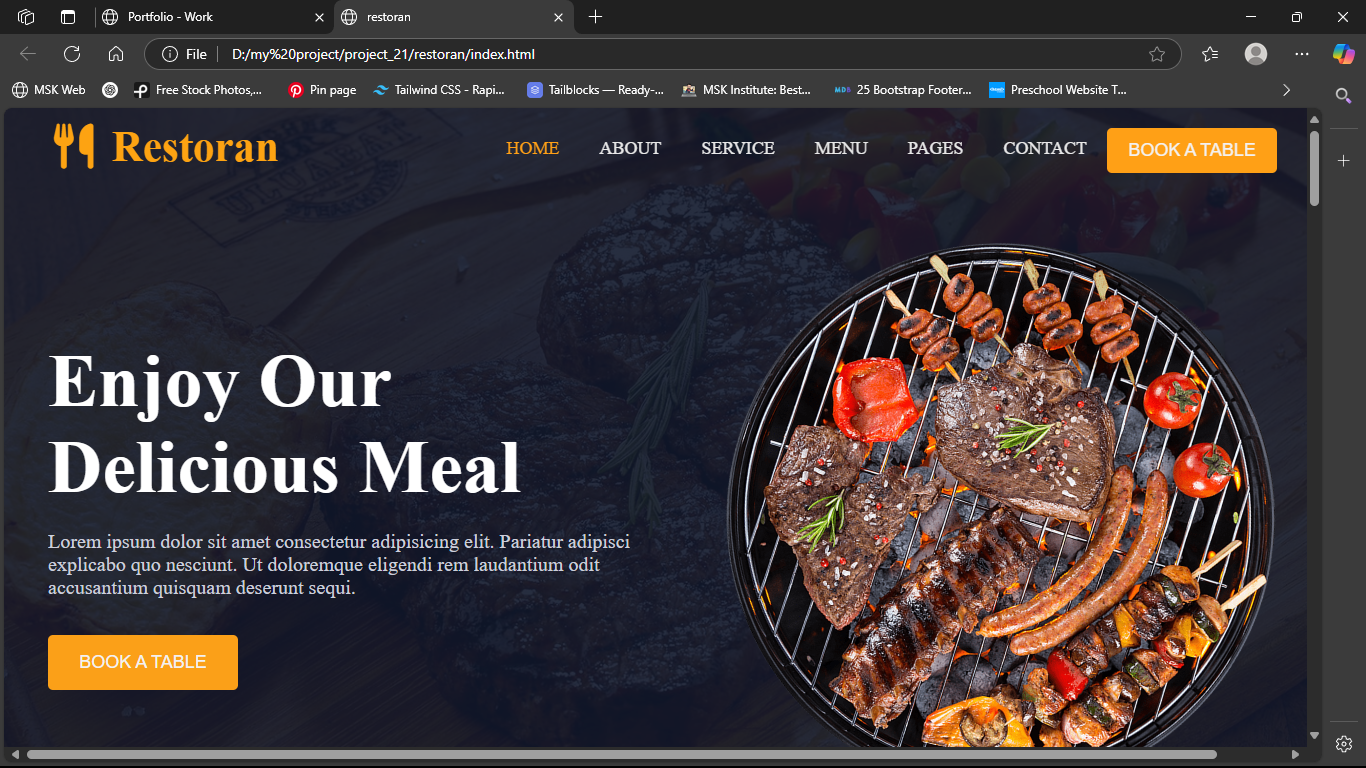 Portfolio - Work
restoran
File
D:/my%20project/project_21/restoran/index.html
MSK Web
Free Stock Photos,...
Pin page
Tailwind CSS - Rapi...
Tailblocks — Ready-...
MSK Institute: Best...
MDB
25 Bootstrap Footer...
Preschool Website T...
Restoran
HOME
ABOUT
SERVICE
MENU
PAGES
CONTACT
BOOK A TABLE
Enjoy Our
Delicious Meal
Lorem ipsum dolor sit amet consectetur adipisicing elit. Pariatur adipisci
explicabo quo nesciunt. Ut doloremque eligendi rem laudantium odit
accusantium quisquam deserunt sequi.
BOOK A TABLE